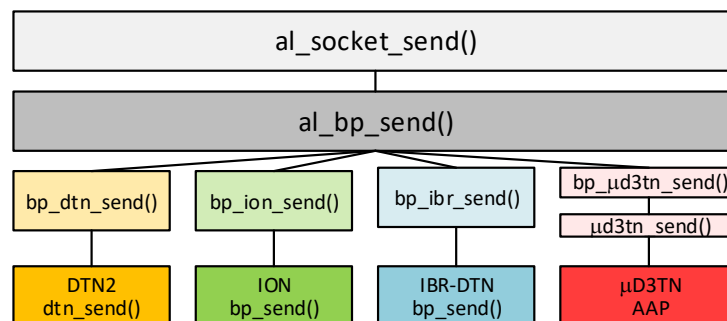 al_socket_send()
al_bp_send()
bp_dtn_send()
bp_ion_send()
bp_ibr_send()
bp_μd3tn_send()
μd3tn_send()
DTN2
dtn_send()
ION
bp_send()
IBR-DTN
bp_send()
μD3TN
AAP